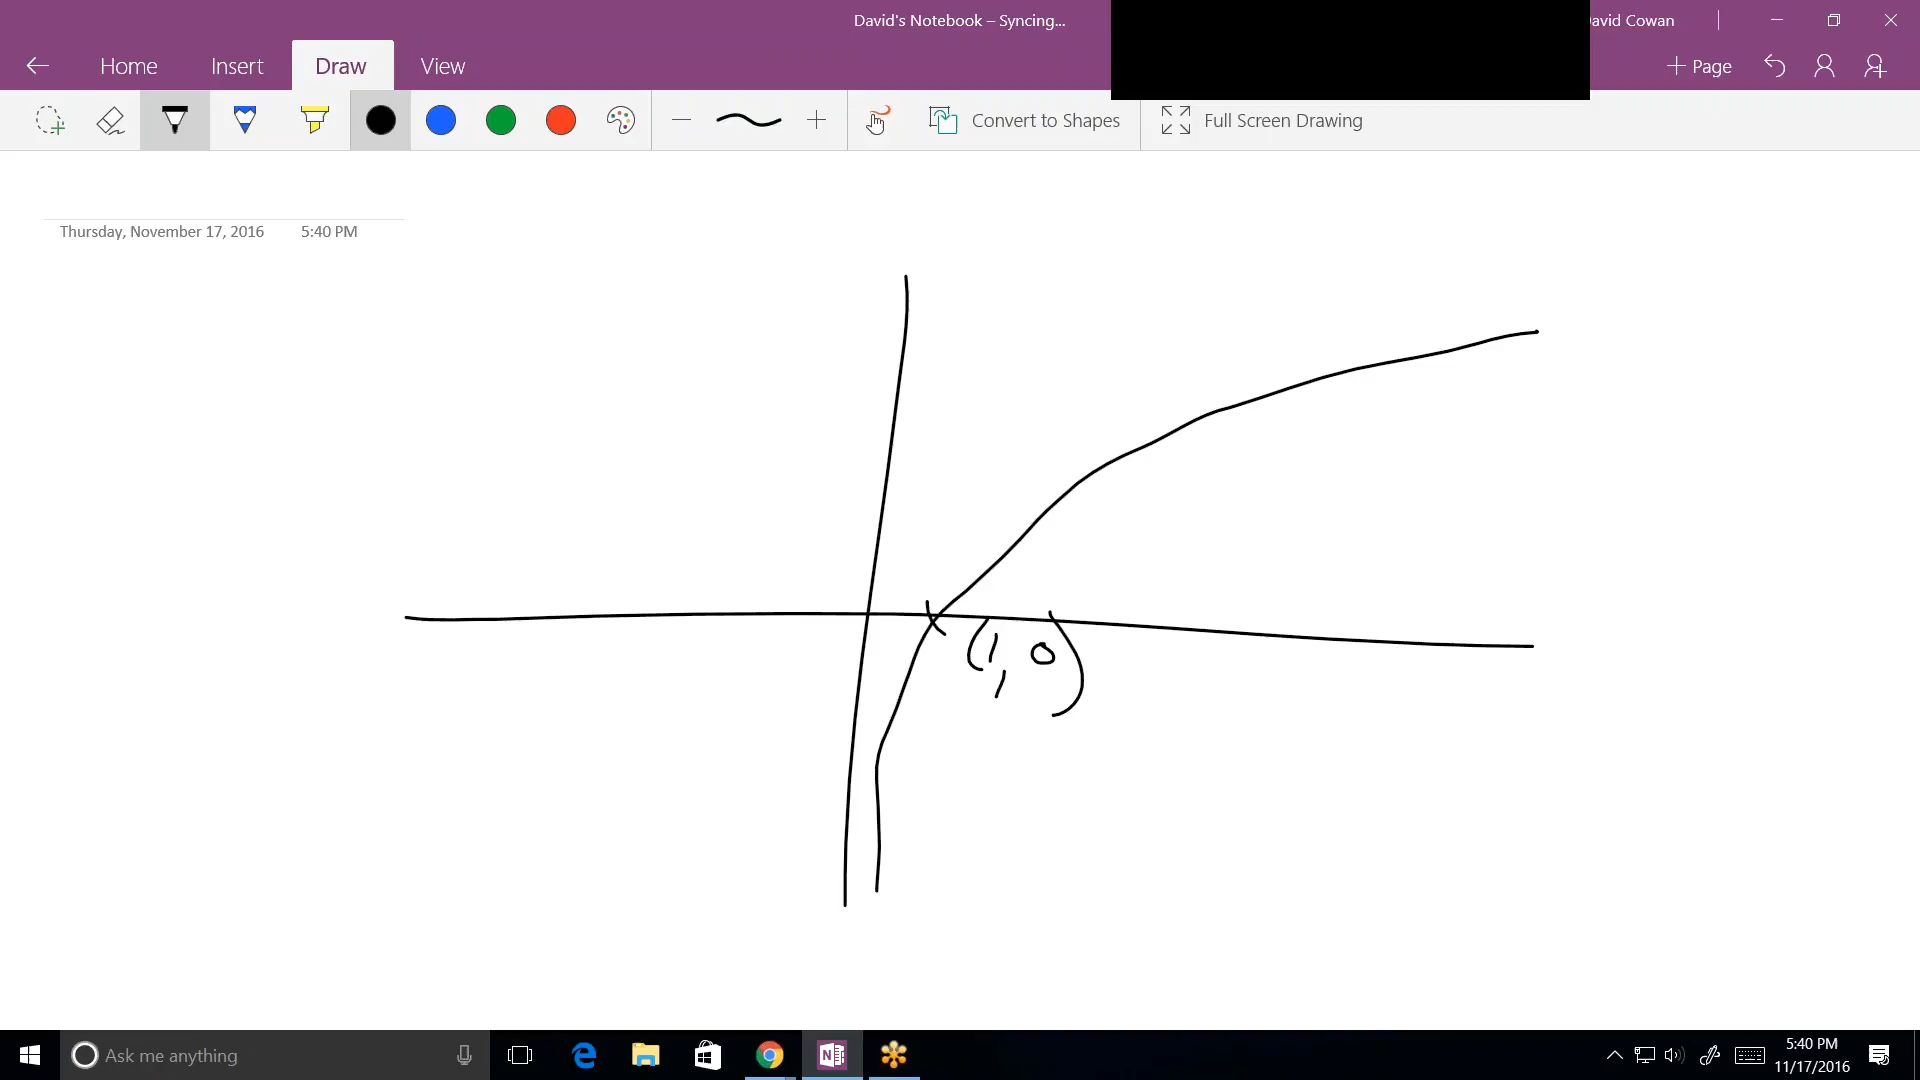 David's Notebook – Syncing...
avid Cowan
Home Insert Draw View
Page
Convert to Shapes
Full Screen Drawing
Thursday, November 17, 2016 5:40 PM
(1, 0)
Ask me anything
5:40 PM
11/17/2016